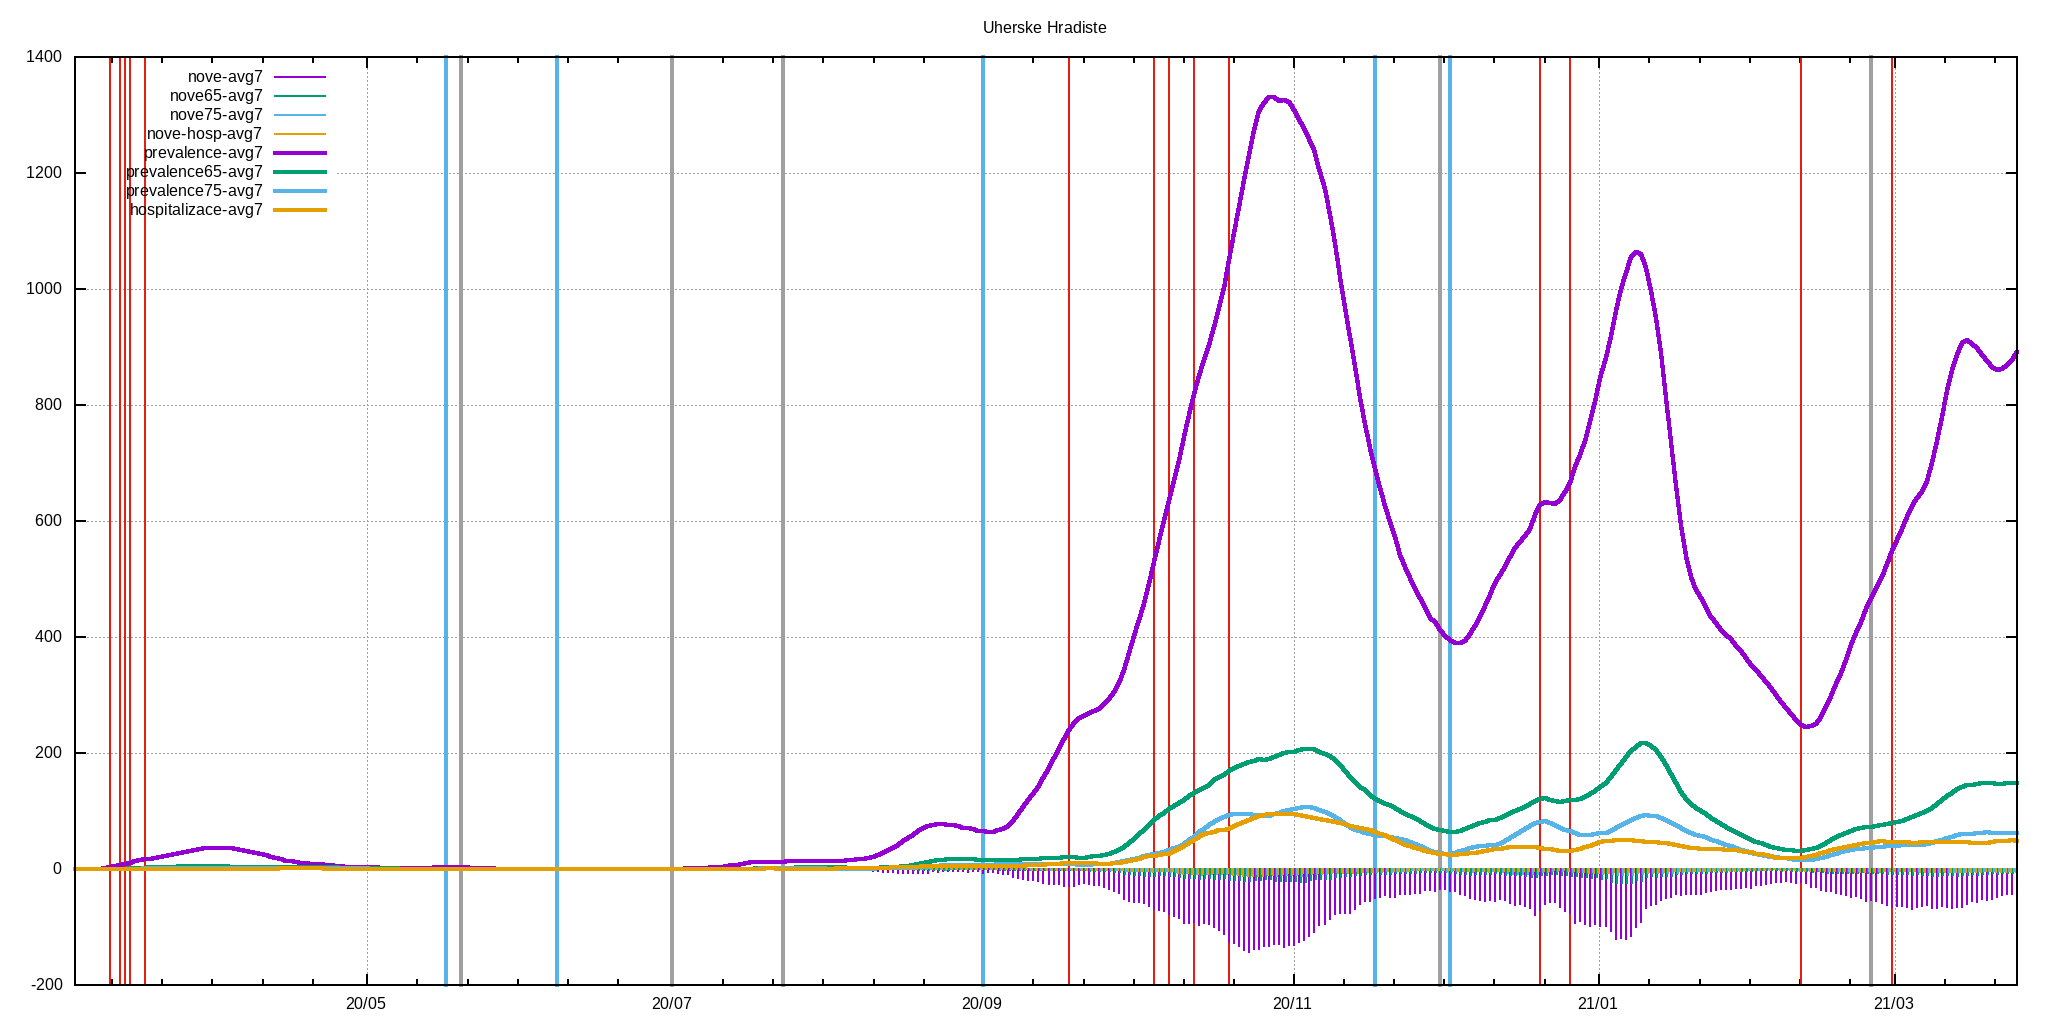 Uherske Hradiste
1400
1200
1000
800
600
400
200
0
-200
nove-avg7
nove65-avg7
nove75-avg7
nove-hosp-avg7
prevalence-avg7
prevalence65-avg7
prevalence75-avg7
hospitalizace-avg7
20/05 20/07 20/09 20/11 21/01 21/03